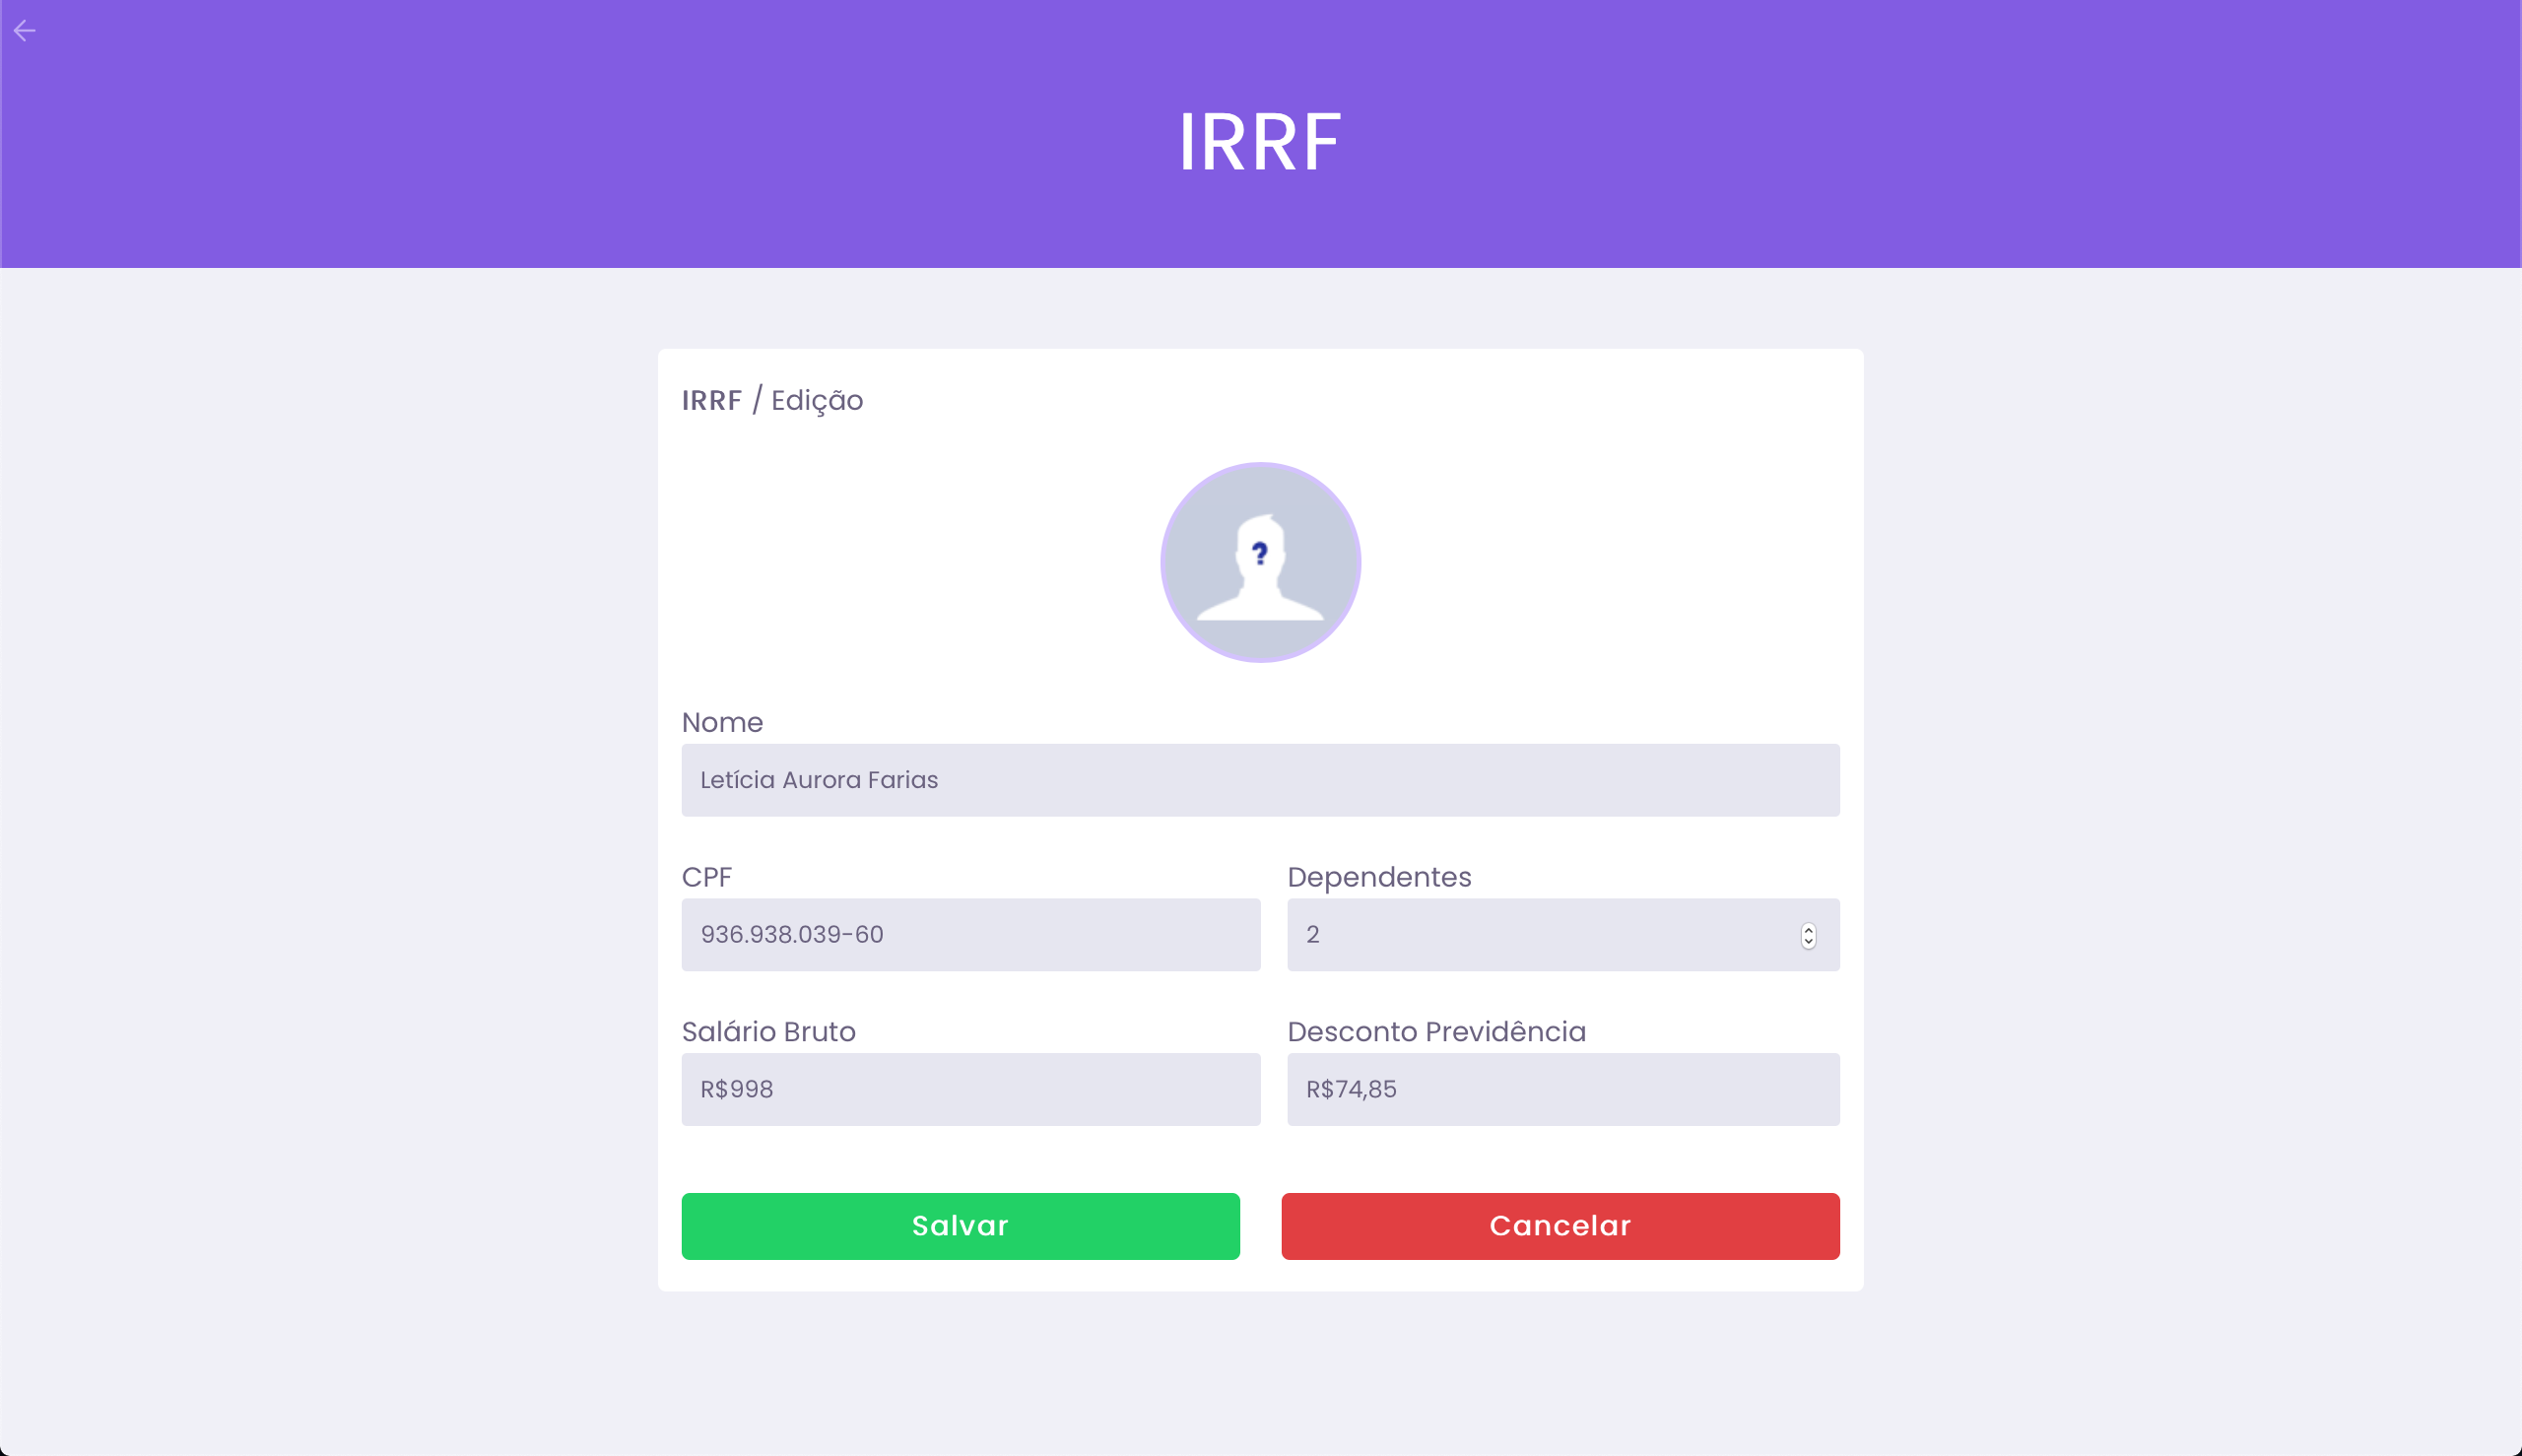 IRRF
IRRF / Edição
?
Nome
Letícia Aurora Farias
CPF
Dependentes
936.938.039-60
2
Salário Bruto
Desconto Previdência
R$998
R$74,85
Salvar
Cancelar